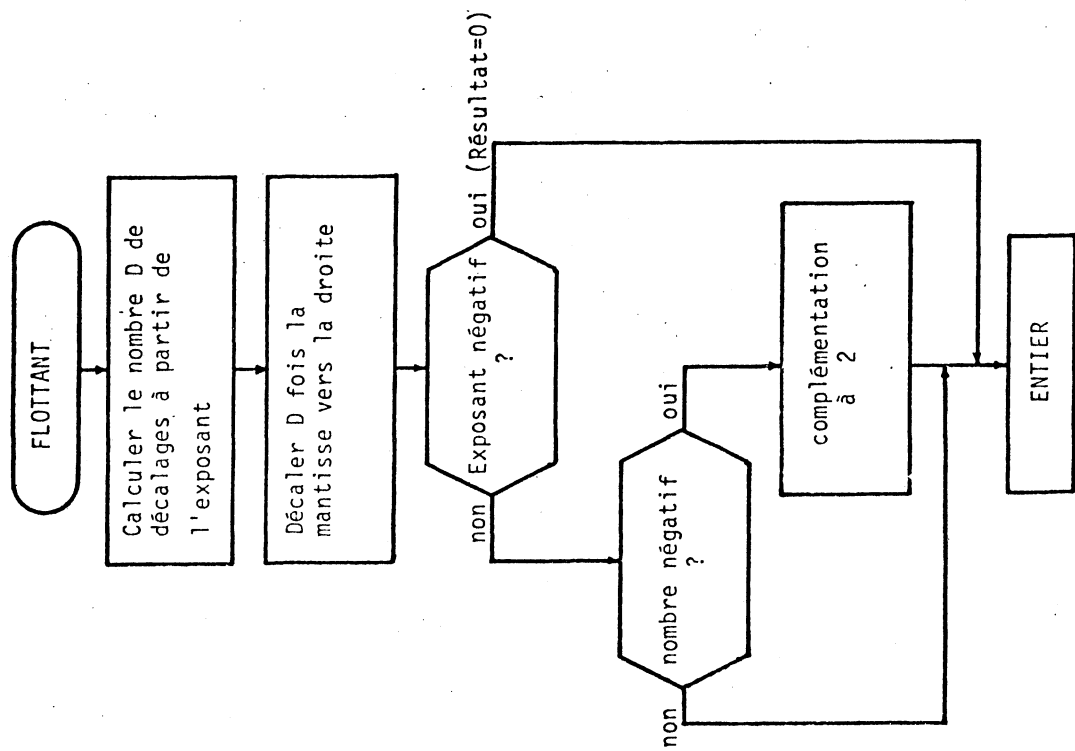 FLOTTANT
Calculer le nombre D de
décalages à partir de
l'exposant
Décaler D fois la
mantisse vers la droite
non
Exposant négatif
?
oui (Résultat=0)
non
nombre négatif
?
oui
complémentation
à 2
ENTIER